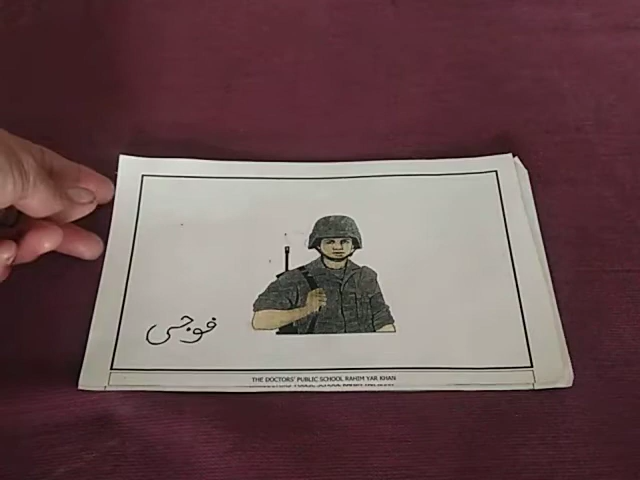 فوجی
THE DOCTORS' PUBLIC SCHOOL RAHIM YAR KHAN